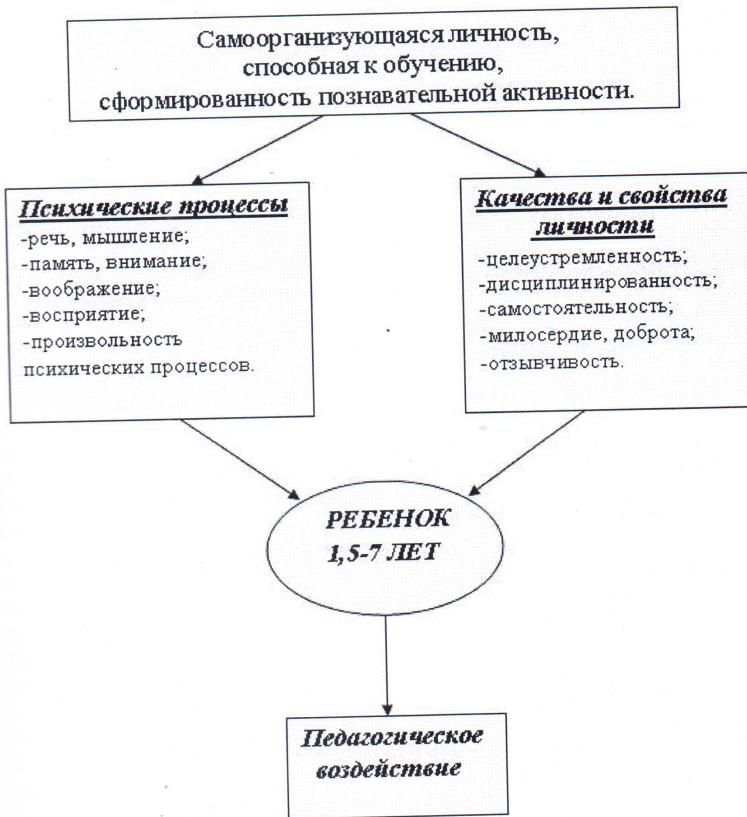 Самоорганизующаяся личность,
способная к обучению,
сформированность познавательной активности.
Психические процессы
-речь, мышление;
-память, внимание;
-воображение;
-восприятие;
-произвольность
психических процессов.
Качества и свойства
личности
-целеустремленность;
-дисциплинированность;
-самостоятельность;
-милосердие, доброта;
-отзывчивость.
РЕБЕНОК
1,5-7 ЛЕТ
Педагогическое
воздействие